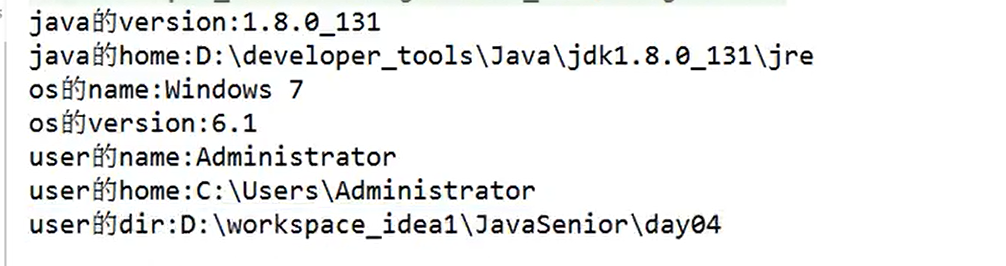 java的version:1.8.0_131
java的home:D:\developer_tools\Java\jdk1.8.0_131\jre
os的name:Windows 7
os的version:6.1
user的name:Administrator
user的home:C:\Users\Administrator
user的dir:D:\workspace_idea1\JavaSenior\day04